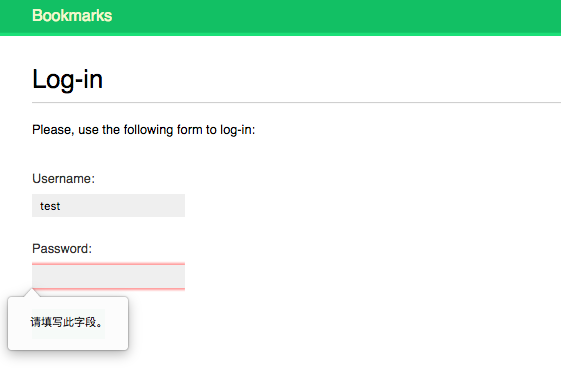 Bookmarks
Log-in
Please, use the following form to log-in:
Username:
test
Password:
请填写此字段。